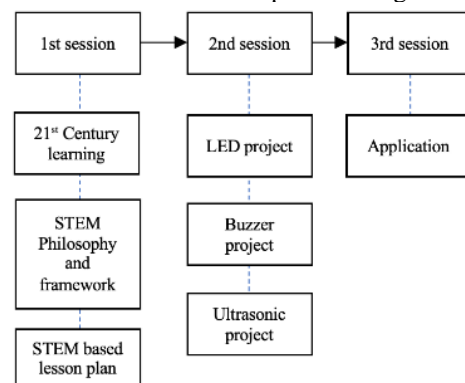 1st session
2nd session
3rd session
21st Century
learning
STEM
Philosophy
and
framework
STEM based
lesson plan
LED project
Buzzer
project
Ultrasonic
project
Application